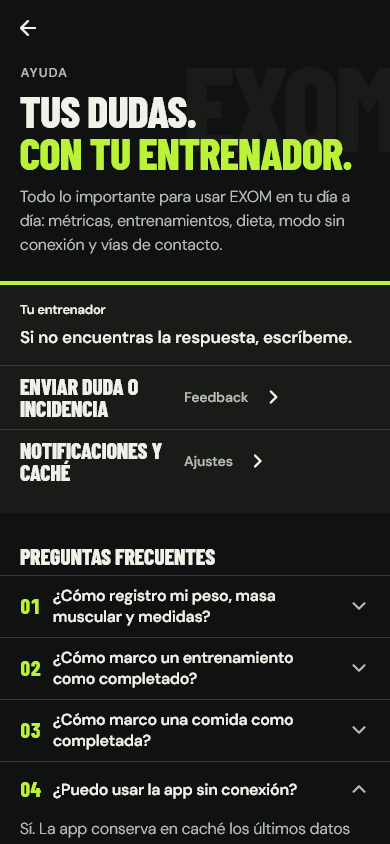 AYUDA
EXOM
TUS DUDAS.
CON TU ENTRENADOR.
Todo lo importante para usar EXOM en tu día a
día: métricas, entrenamientos, dieta, modo sin
conexión y vías de contacto.
Tu entrenador
Si no encuentras la respuesta, escríbeme.
ENVIAR DUDA O
INCIDENCIA
Feedback
NOTIFICACIONES Y
CACHÉ
Ajustes
PREGUNTAS FRECUENTES
01 ¿Cómo registro mi peso, masa
muscular y medidas?
02 ¿Cómo marco un entrenamiento
como completado?
03 ¿Cómo marco una comida como
completada?
04 ¿Puedo usar la app sin conexión?
Sí. La app conserva en caché los últimos datos